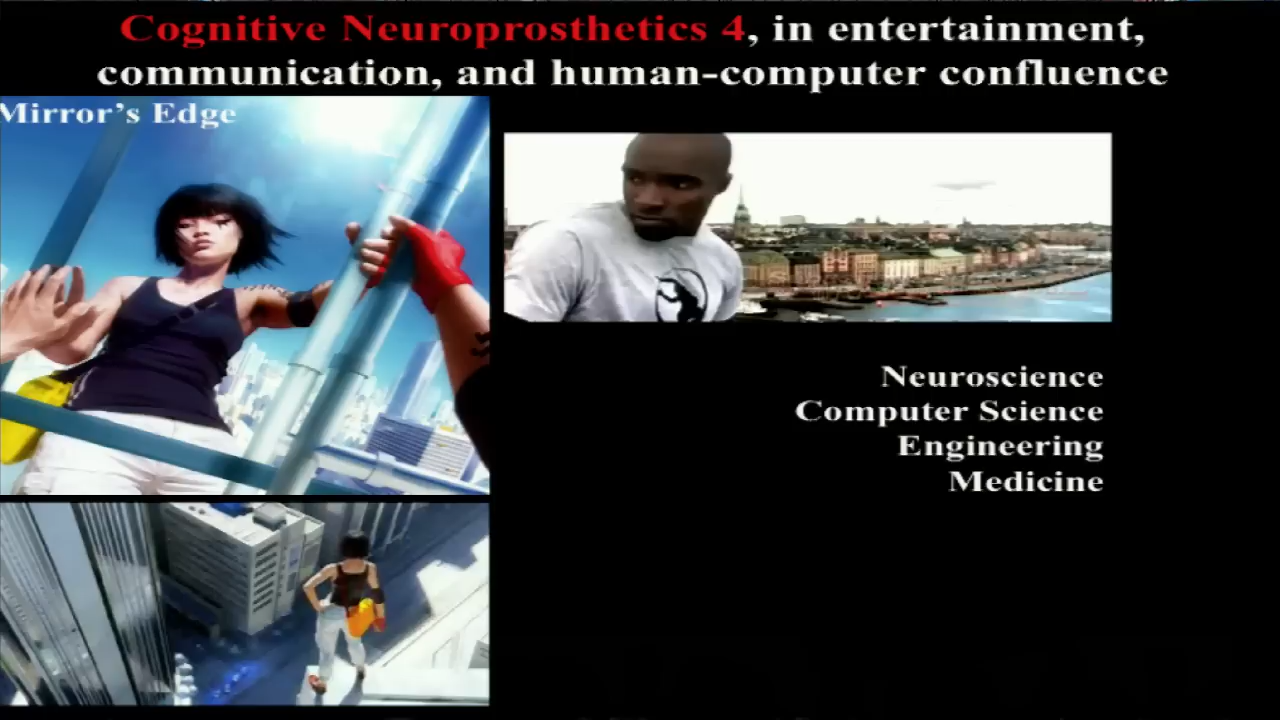 Cognitive Neuroprosthetics 4, in entertainment,
communication, and human-computer confluence
Mirror's Edge
Neuroscience
Computer Science
Engineering
Medicine